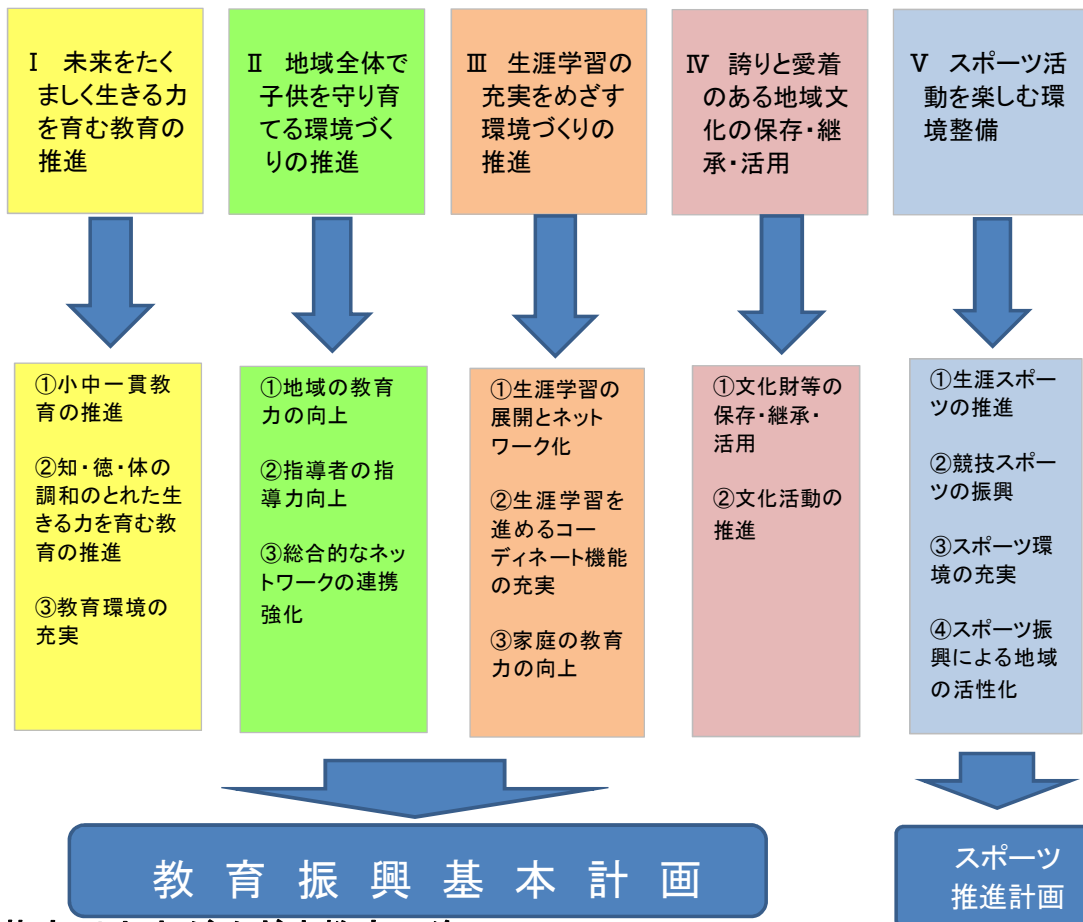 Ⅰ 未来をたく
ましく生きる力
を育む教育の
推進
Ⅱ 地域全体で
子供を守り育
てる環境づく
りの推進
Ⅲ 生涯学習の
充実をめざす
環境づくりの
推進
Ⅳ 誇りと愛着
のある地域文
化の保存・継
承・活用
Ⅴ スポーツ活
動を楽しむ環
境整備
①小中一貫教
育の推進
②知・徳・体の
調和のとれた生
きる力を育む教
育の推進
③教育環境の
充実
①地域の教育
力の向上
②指導者の指
導力向上
③総合的なネッ
トワークの連携
強化
①生涯学習の
展開とネット
ワーク化
②生涯学習を
進めるコー
ディネート機能
の充実
③家庭の教育
力の向上
①文化財等の
保存・継承・
活用
②文化活動の
推進
①生涯スポー
ツの推進
②競技スポー
ツの振興
③スポーツ環
境の充実
④スポーツ振
興による地域
の活性化
教育振興基本計画
スポーツ
推進計画